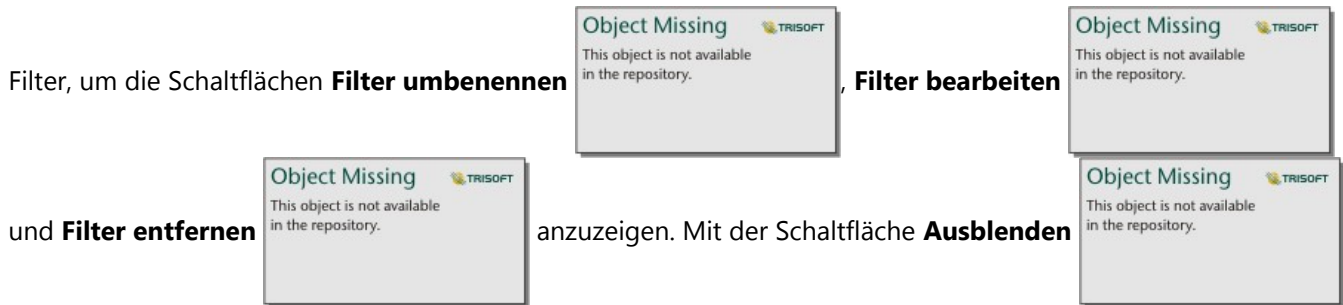 Object Missing TRISOFT Object Missing TRISOFT
This object is not available This object is not available
Filter, um die Schaltflächen Filter umbenennen in the repository. , Filter bearbeiten in the repository.
Object Missing TRISOFT Object Missing TRISOFT
This object is not available This object is not available
und Filter entfernen in the repository. anzuzeigen. Mit der Schaltfläche Ausblenden in the repository.